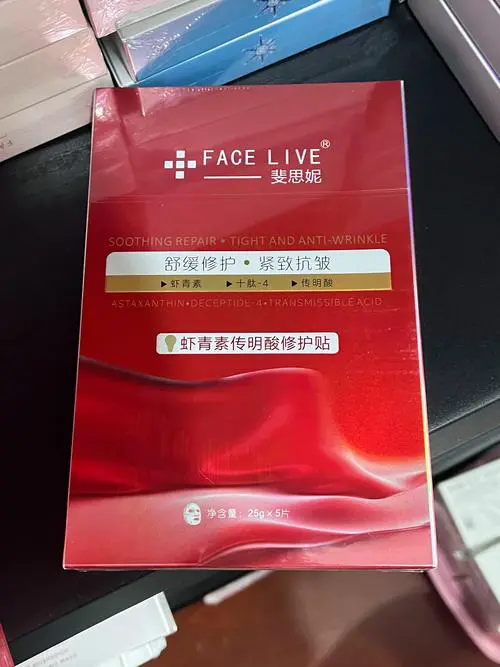 FACE LIVE®
斐思妮
SOOTHING REPAIR • TIGHT AND ANTI-WRINKLE
舒缓修护 • 紧致抗皱
▶ 虾青素 ▶ 十肽-4 ▶ 传明酸
ASTAXANTHIN•DECEPTIDE-4•TRANSMISSIBLE ACID
虾青素传明酸修护贴
净含量：25g×5片